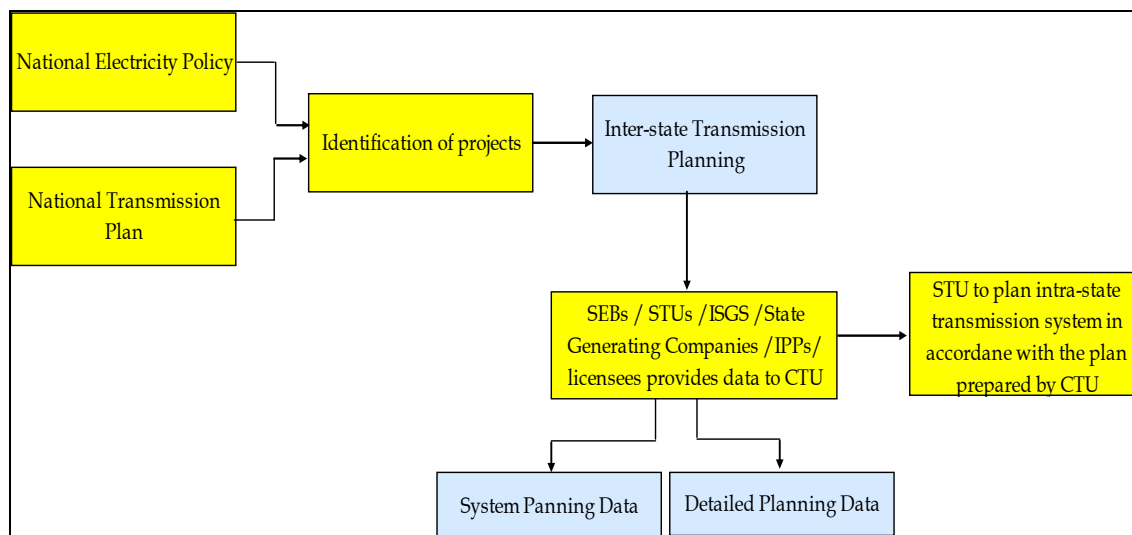 National Electricity Policy
Identification of projects
Inter-state Transmission
Planning
National Transmission
Plan
SEBs / STUs /ISGS /State
Generating Companies /IPPs/
licensees provides data to CTU
STU to plan intra-state
transmission system in
accordane with the plan
prepared by CTU
System Panning Data
Detailed Planning Data